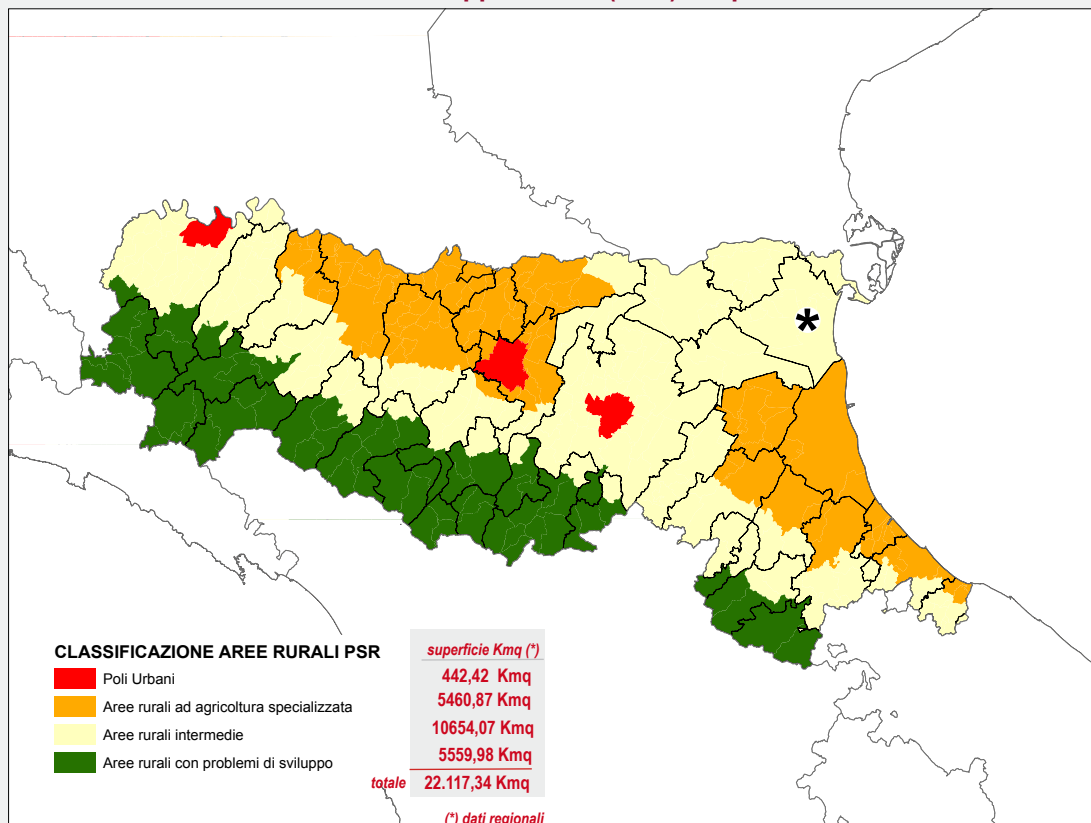 *
CLASSIFICAZIONE AREE RURALI PSR
superficie Kmq (*)
Poli Urbani
442,42 Kmq
Aree rurali ad agricoltura specializzata
5460,87 Kmq
Aree rurali intermedie
10654,07 Kmq
Aree rurali con problemi di sviluppo
5559,98 Kmq
totale 22.117,34 Kmq
(*) dati regionali